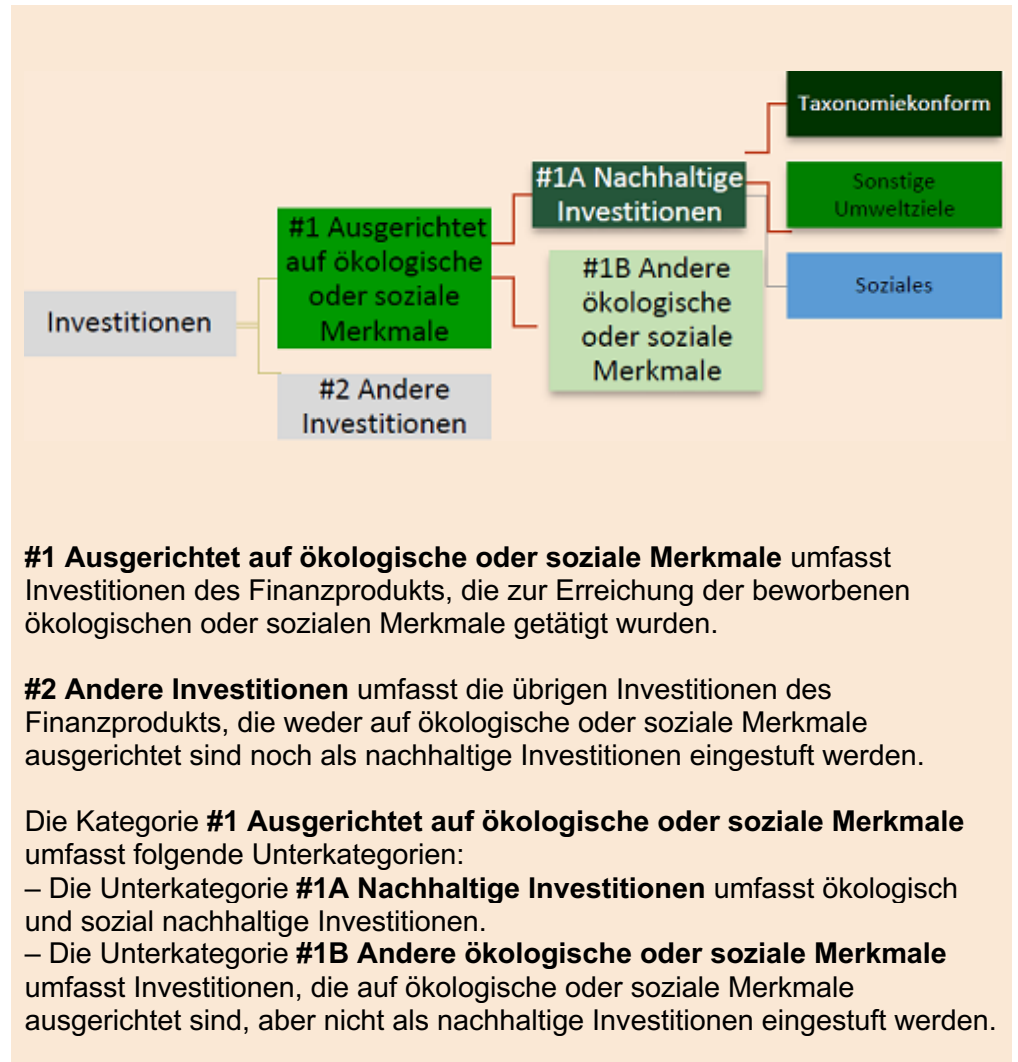 Taxonomiekonform
#1A Nachhaltige
Investitionen
Sonstige
Umweltziele
#1 Ausgerichtet
auf ökologische
oder soziale
Merkmale
#1B Andere
ökologische
oder soziale
Merkmale
Soziales
Investitionen
#2 Andere
Investitionen
#1 Ausgerichtet auf ökologische oder soziale Merkmale umfasst
Investitionen des Finanzprodukts, die zur Erreichung der beworbenen
ökologischen oder sozialen Merkmale getätigt wurden.
#2 Andere Investitionen umfasst die übrigen Investitionen des
Finanzprodukts, die weder auf ökologische oder soziale Merkmale
ausgerichtet sind noch als nachhaltige Investitionen eingestuft werden.
Die Kategorie #1 Ausgerichtet auf ökologische oder soziale Merkmale
umfasst folgende Unterkategorien:
– Die Unterkategorie #1A Nachhaltige Investitionen umfasst ökologisch
und sozial nachhaltige Investitionen.
– Die Unterkategorie #1B Andere ökologische oder soziale Merkmale
umfasst Investitionen, die auf ökologische oder soziale Merkmale
ausgerichtet sind, aber nicht als nachhaltige Investitionen eingestuft werden.